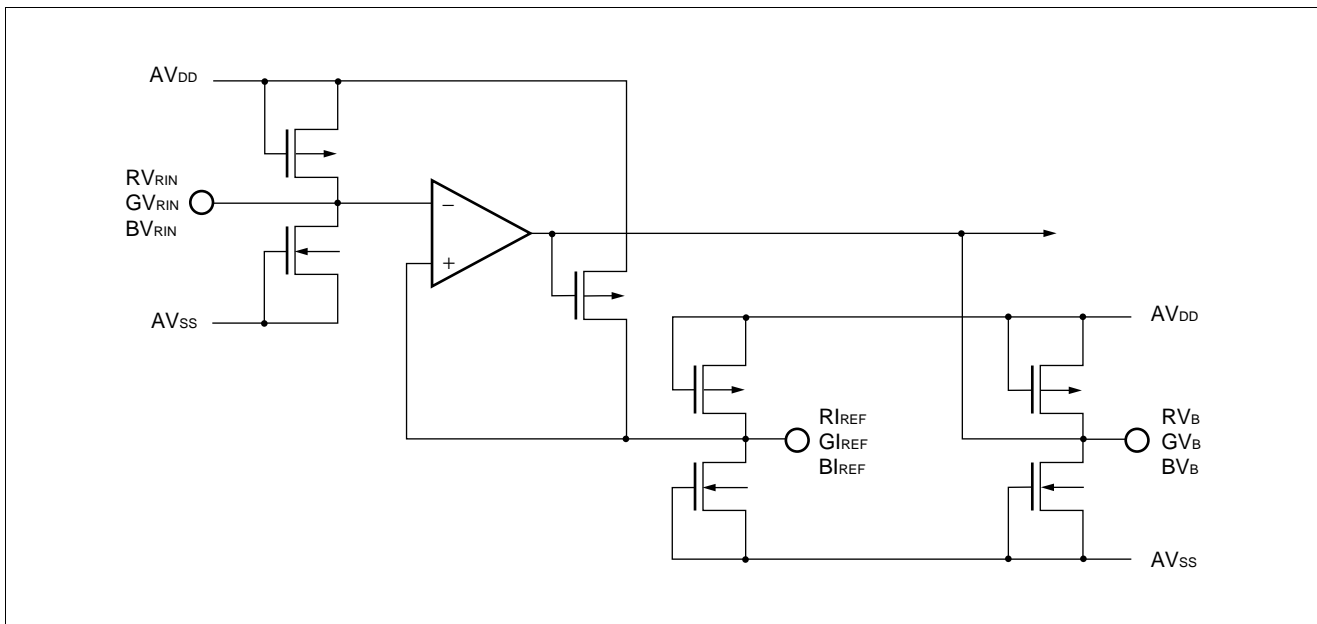 AVDD
RVRIN
GVRIN
BVRIN
AVSS
−
+
AVDD
RIREF
GIREF
BIREF
RVB
GVB
BVB
AVSS